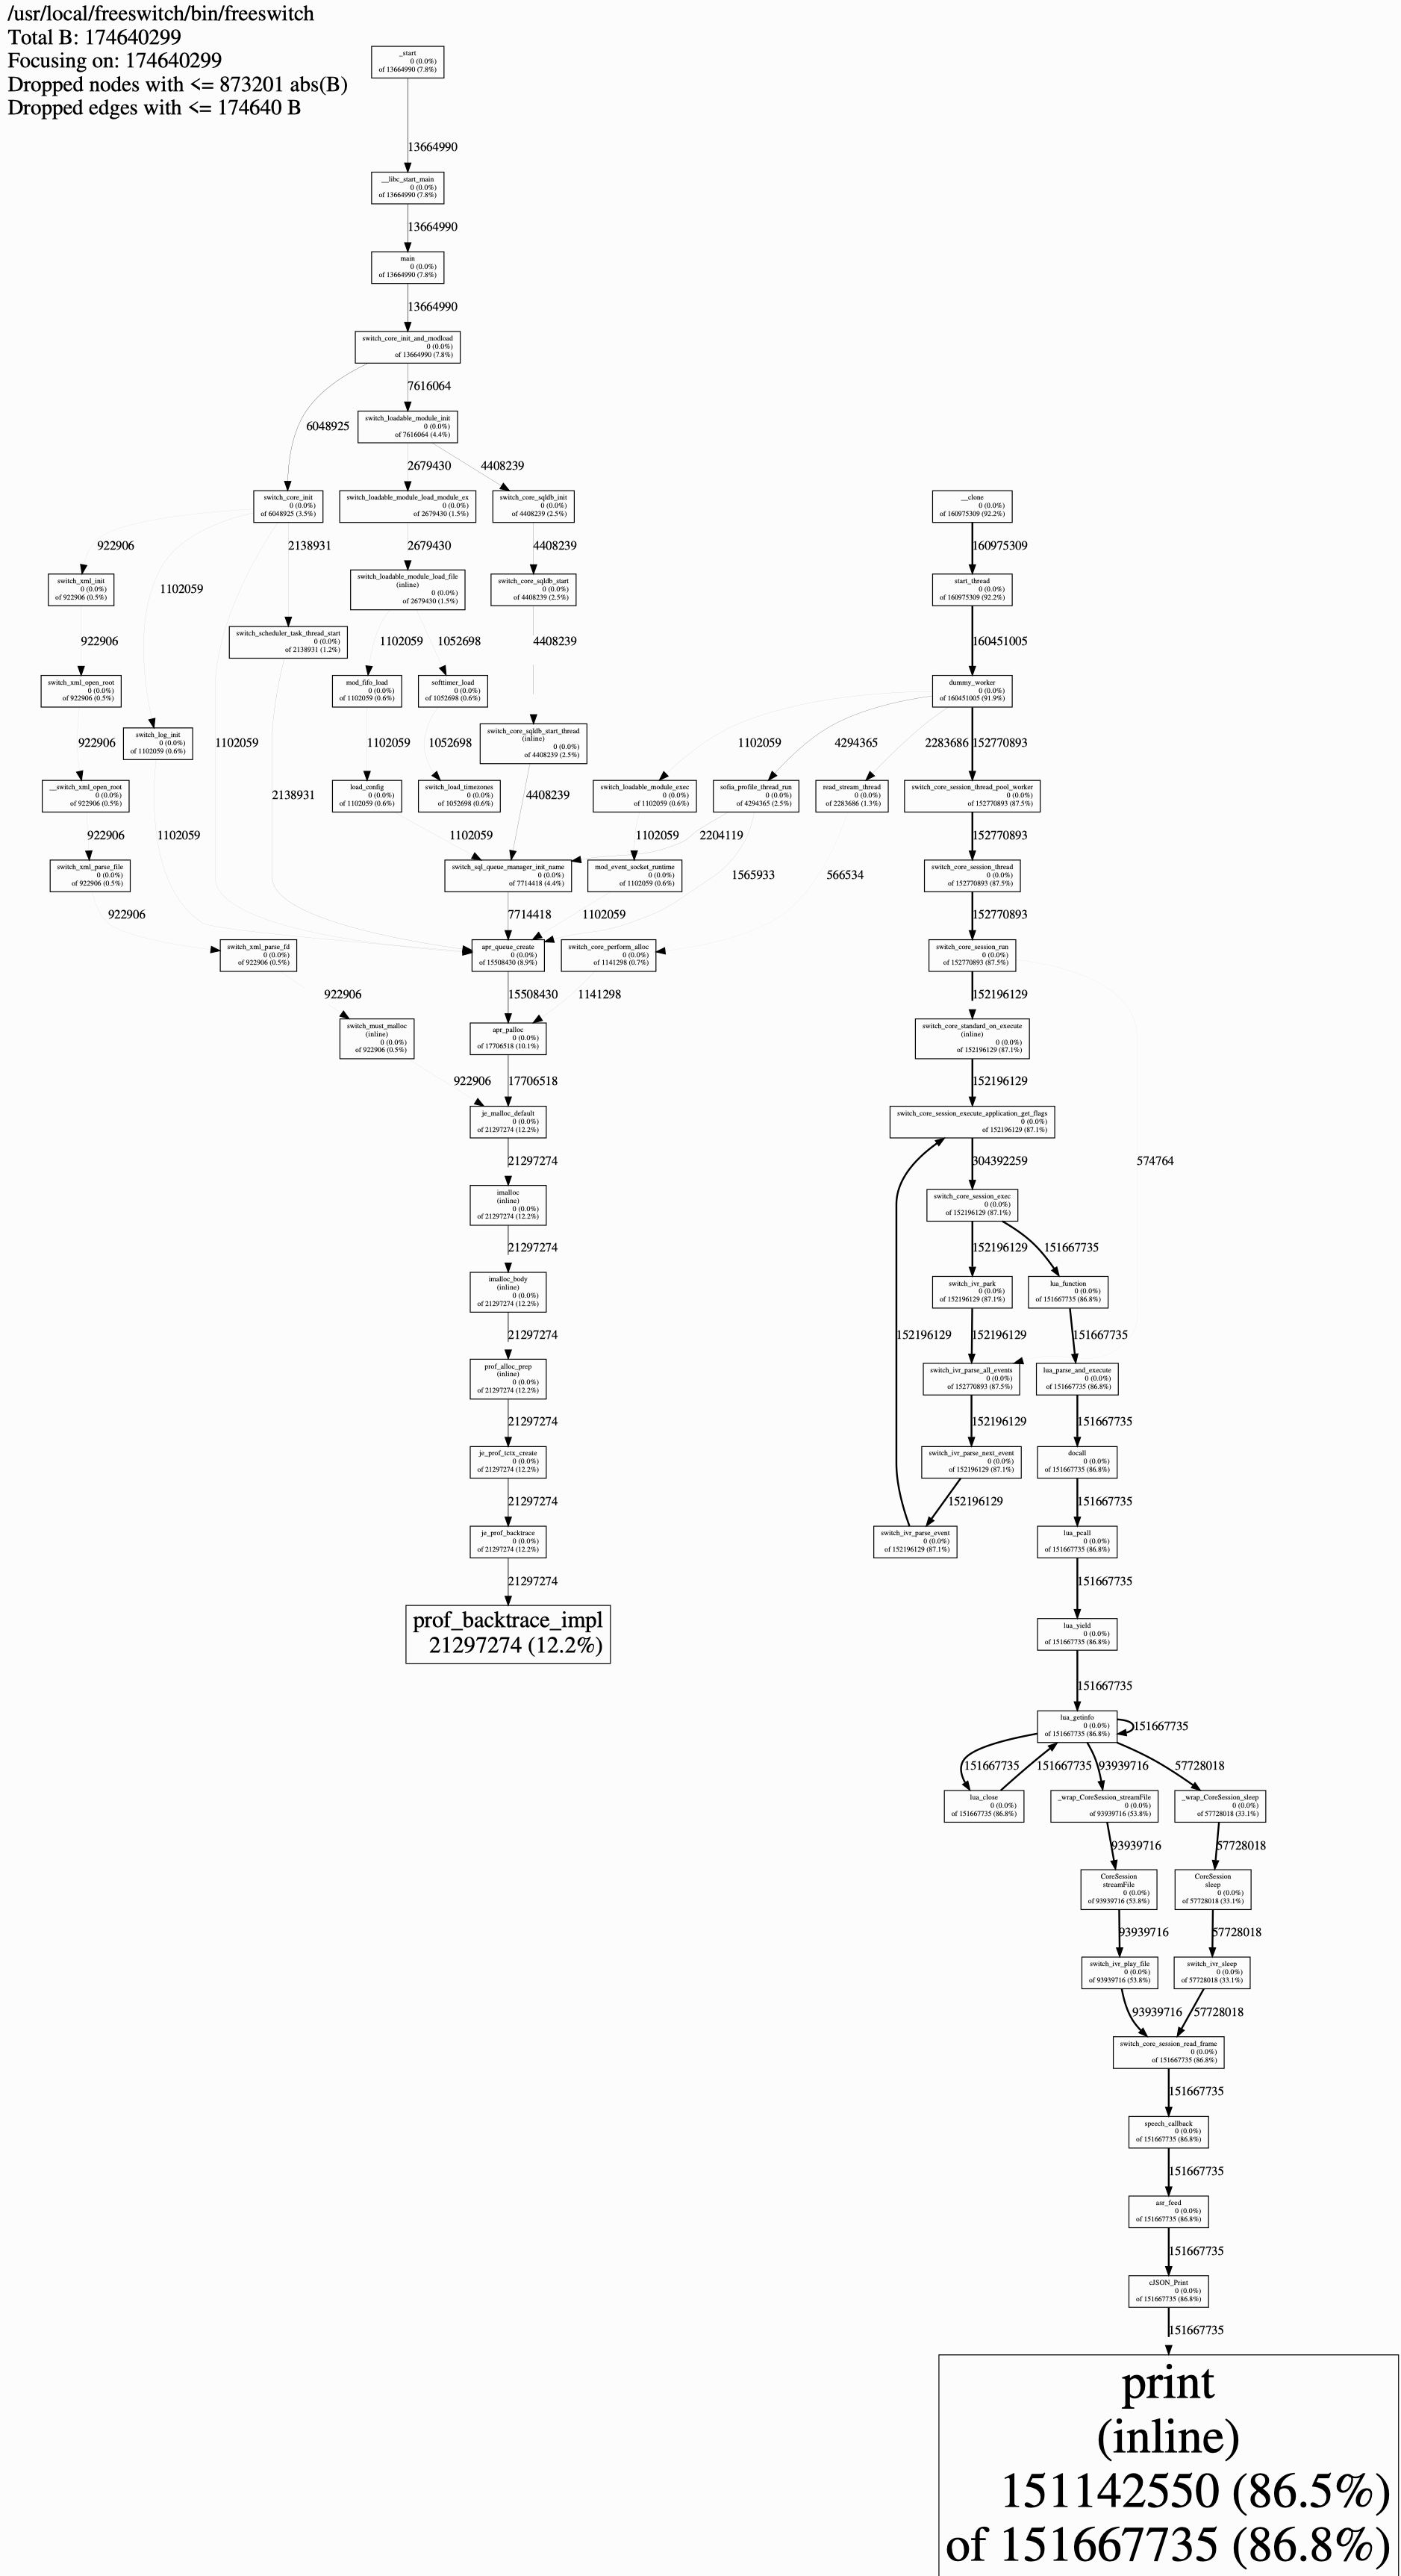 /usr/local/freeswitch/bin/freeswitch
Total B: 174640299
Focusing on: 174640299
Dropped nodes with <= 873201 abs(B)
Dropped edges with <= 174640 B
_start
0 (0.0%)
of 13664990 (7.8%)
13664990
__libc_start_main
0 (0.0%)
of 13664990 (7.8%)
13664990
main
0 (0.0%)
of 13664990 (7.8%)
13664990
switch_core_init_and_modload
0 (0.0%)
of 13664990 (7.8%)
6048925
7616064
switch_loadable_module_init
0 (0.0%)
of 7616064 (4.4%)
2679430
4408239
switch_core_init
0 (0.0%)
of 6048925 (3.5%)
switch_loadable_module_load_module_ex
0 (0.0%)
of 2679430 (1.5%)
switch_core_sqldb_init
0 (0.0%)
of 4408239 (2.5%)
__clone
0 (0.0%)
of 160975309 (92.2%)
922906
1102059
1102059
2138931
2679430
4408239
160975309
switch_xml_init
0 (0.0%)
of 922906 (0.5%)
switch_loadable_module_load_file
(inline)
0 (0.0%)
of 2679430 (1.5%)
switch_core_sqldb_start
0 (0.0%)
of 4408239 (2.5%)
start_thread
0 (0.0%)
of 160975309 (92.2%)
922906
switch_scheduler_task_thread_start
0 (0.0%)
of 2138931 (1.2%)
1102059
1052698
4408239
160451005
switch_xml_open_root
0 (0.0%)
of 922906 (0.5%)
mod_fifo_load
0 (0.0%)
of 1102059 (0.6%)
softtimer_load
0 (0.0%)
of 1052698 (0.6%)
dummy_worker
0 (0.0%)
of 160451005 (91.9%)
922906
switch_log_init
0 (0.0%)
of 1102059 (0.6%)
2138931
1102059
1052698
switch_core_sqldb_start_thread
(inline)
0 (0.0%)
of 4408239 (2.5%)
1102059
4294365
2283686
152770893
__switch_xml_open_root
0 (0.0%)
of 922906 (0.5%)
load_config
0 (0.0%)
of 1102059 (0.6%)
switch_load_timezones
0 (0.0%)
of 1052698 (0.6%)
4408239
switch_loadable_module_exec
0 (0.0%)
of 1102059 (0.6%)
sofia_profile_thread_run
0 (0.0%)
of 4294365 (2.5%)
read_stream_thread
0 (0.0%)
of 2283686 (1.3%)
switch_core_session_thread_pool_worker
0 (0.0%)
of 152770893 (87.5%)
922906
1102059
1102059
1102059
2204119
1565933
566534
152770893
switch_xml_parse_file
0 (0.0%)
of 922906 (0.5%)
switch_sql_queue_manager_init_name
0 (0.0%)
of 7714418 (4.4%)
mod_event_socket_runtime
0 (0.0%)
of 1102059 (0.6%)
switch_core_session_thread
0 (0.0%)
of 152770893 (87.5%)
922906
7714418
1102059
152770893
switch_xml_parse_fd
0 (0.0%)
of 922906 (0.5%)
apr_queue_create
0 (0.0%)
of 15508430 (8.9%)
switch_core_perform_alloc
0 (0.0%)
of 1141298 (0.7%)
switch_core_session_run
0 (0.0%)
of 152770893 (87.5%)
922906
15508430
1141298
152196129
574764
switch_must_malloc
(inline)
0 (0.0%)
of 922906 (0.5%)
apr_palloc
0 (0.0%)
of 17706518 (10.1%)
switch_core_standard_on_execute
(inline)
0 (0.0%)
of 152196129 (87.1%)
922906
17706518
152196129
je_malloc_default
0 (0.0%)
of 21297274 (12.2%)
switch_core_session_execute_application_get_flags
0 (0.0%)
of 152196129 (87.1%)
21297274
304392259
imalloc
(inline)
0 (0.0%)
of 21297274 (12.2%)
switch_core_session_exec
0 (0.0%)
of 152196129 (87.1%)
21297274
152196129
151667735
imalloc_body
(inline)
0 (0.0%)
of 21297274 (12.2%)
switch_ivr_park
0 (0.0%)
of 152196129 (87.1%)
lua_function
0 (0.0%)
of 151667735 (86.8%)
21297274
152196129
152196129
151667735
prof_alloc_prep
(inline)
0 (0.0%)
of 21297274 (12.2%)
switch_ivr_parse_all_events
0 (0.0%)
of 152770893 (87.5%)
lua_parse_and_execute
0 (0.0%)
of 151667735 (86.8%)
21297274
152196129
151667735
je_prof_tctx_create
0 (0.0%)
of 21297274 (12.2%)
switch_ivr_parse_next_event
0 (0.0%)
of 152196129 (87.1%)
docall
0 (0.0%)
of 151667735 (86.8%)
21297274
152196129
151667735
je_prof_backtrace
0 (0.0%)
of 21297274 (12.2%)
switch_ivr_parse_event
0 (0.0%)
of 152196129 (87.1%)
lua_pcall
0 (0.0%)
of 151667735 (86.8%)
21297274
151667735
prof_backtrace_impl
21297274 (12.2%)
lua_yield
0 (0.0%)
of 151667735 (86.8%)
151667735
lua_getinfo
0 (0.0%)
of 151667735 (86.8%)
151667735
151667735
151667735
93939716
57728018
lua_close
0 (0.0%)
of 151667735 (86.8%)
_wrap_CoreSession_streamFile
0 (0.0%)
of 93939716 (53.8%)
_wrap_CoreSession_sleep
0 (0.0%)
of 57728018 (33.1%)
93939716
57728018
CoreSession
streamFile
0 (0.0%)
of 93939716 (53.8%)
CoreSession
sleep
0 (0.0%)
of 57728018 (33.1%)
93939716
57728018
switch_ivr_play_file
0 (0.0%)
of 93939716 (53.8%)
switch_ivr_sleep
0 (0.0%)
of 57728018 (33.1%)
93939716
57728018
switch_core_session_read_frame
0 (0.0%)
of 151667735 (86.8%)
151667735
speech_callback
0 (0.0%)
of 151667735 (86.8%)
151667735
asr_feed
0 (0.0%)
of 151667735 (86.8%)
151667735
cJSON_Print
0 (0.0%)
of 151667735 (86.8%)
151667735
print
(inline)
151142550 (86.5%)
of 151667735 (86.8%)